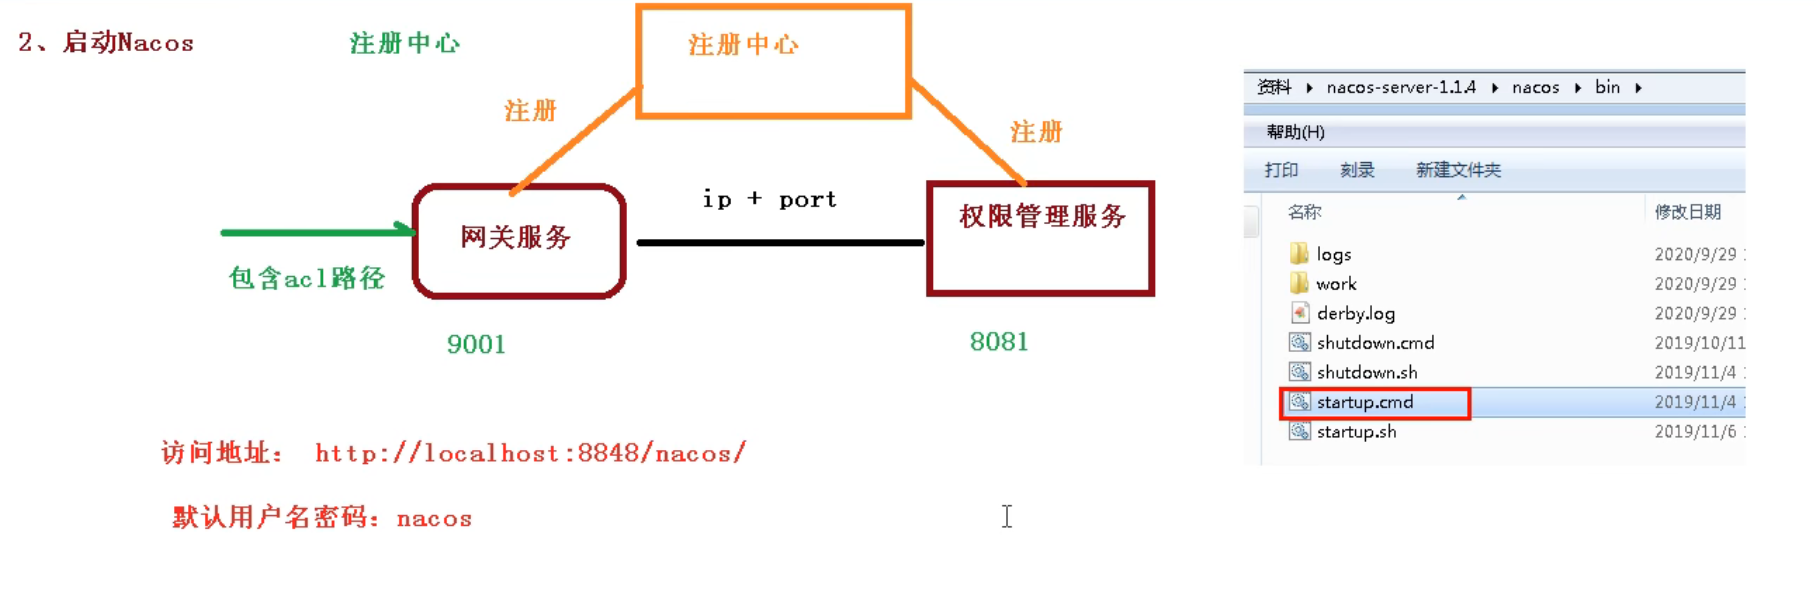 2、启动Nacos
注册中心
注册中心
注册
注册
ip + port
网关服务
权限管理服务
包含acl路径
9001
8081
访问地址： http://localhost:8848/nacos/
默认用户名密码：nacos
资料 ▸ nacos-server-1.1.4 ▸ nacos ▸ bin ▸
帮助(H)
打印 刻录 新建文件夹
名称 修改日期
logs 2020/9/29
work 2020/9/29
derby.log 2020/9/29
shutdown.cmd 2019/10/11
shutdown.sh 2019/11/4
startup.cmd 2019/11/4
startup.sh 2019/11/6